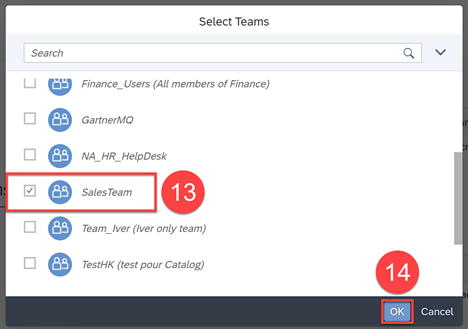 Select Teams
Search
Finance_Users (All members of Finance)
GartnerMQ
NA_HR_HelpDesk
SalesTeam
13
Team_Iver (Iver only team)
TestHK (test pour Catalog)
14
OK Cancel